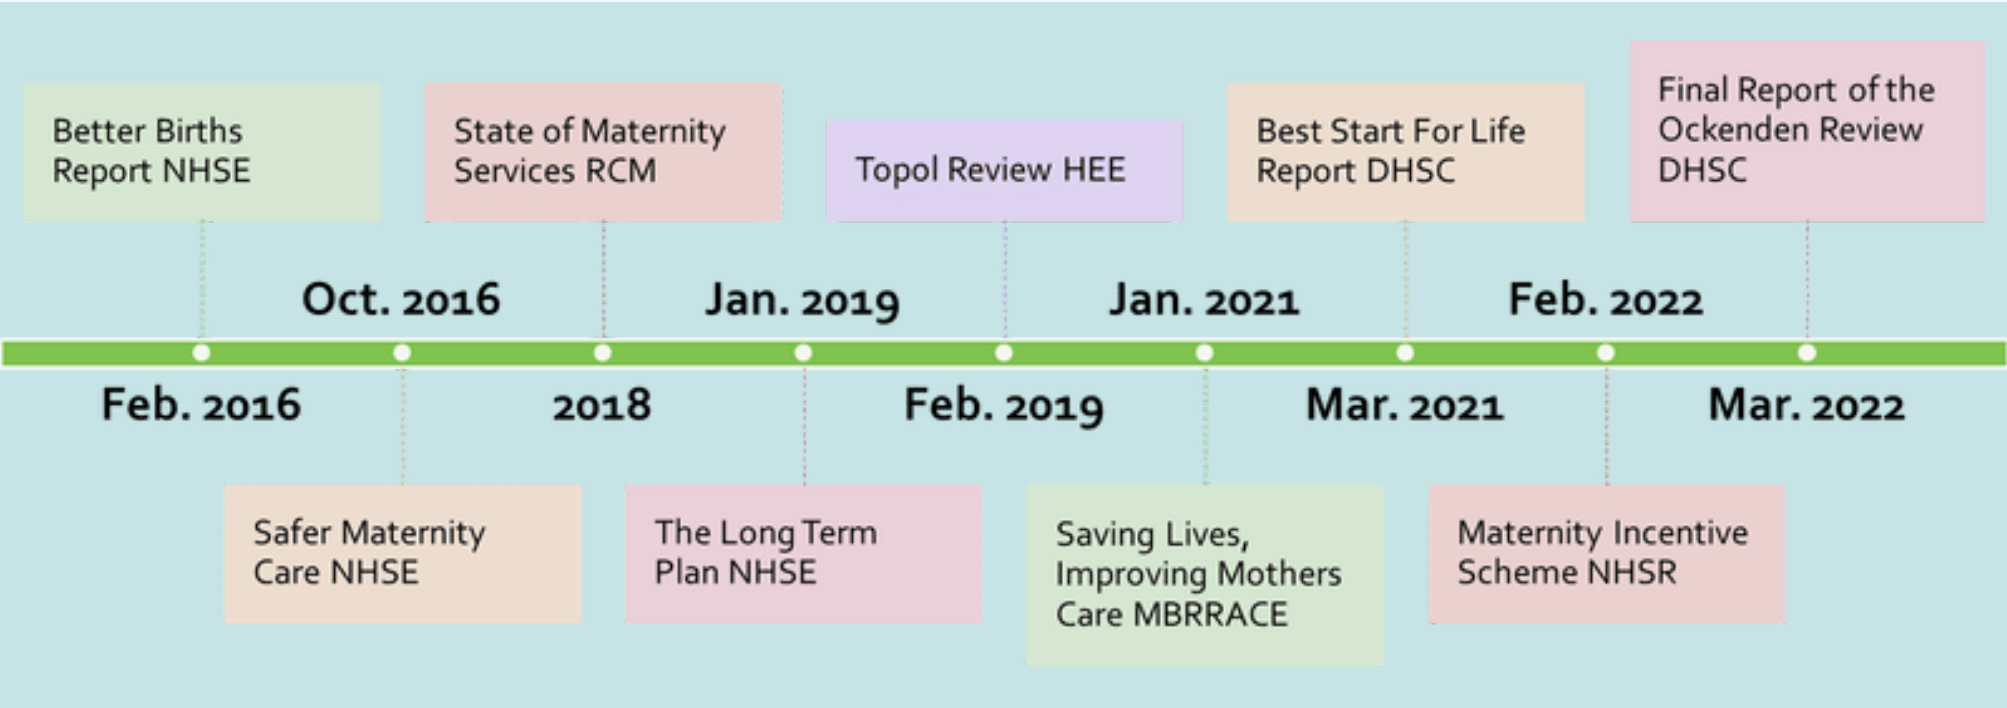 Better Births
Report NHSE
State of Maternity
Services RCM
Topol Review HEE
Best Start For Life
Report DHSC
Final Report of the
Ockenden Review
DHSC
Oct. 2016
Jan. 2019
Jan. 2021
Feb. 2022
Feb. 2016
2018
Feb. 2019
Mar. 2021
Mar. 2022
Safer Maternity
Care NHSE
The Long Term
Plan NHSE
Saving Lives,
Improving Mothers
Care MBRRACE
Maternity Incentive
Scheme NHSR